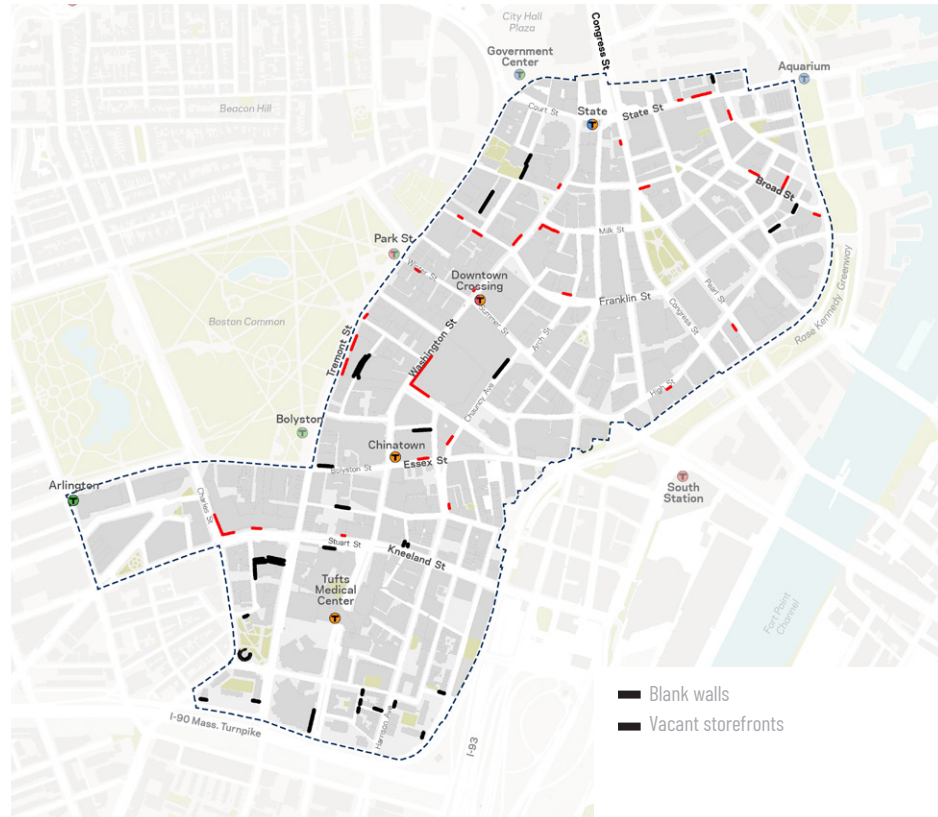 City Hall
Plaza
Congress St
Government
Center
Aquarium
Beacon Hill
Court St
State
State St
Broad St
Park St
Milk St
Winter St
Downtown
Crossing
Rose Kennedy Greenway
Boston Common
Franklin St
Pearl St
Congress St
Summer St
Tremont St
Washington St
Arch St
High St
Chauncy Ave
Bolyston
Chinatown
Essex St
Bolyston St
Arlington
South
Station
Charles St
Stuart St
Kneeland St
Tufts
Medical
Center
Fort Point
Channel
Blank walls
Harrison Ave
I-90 Mass. Turnpike
Vacant storefronts
I-93